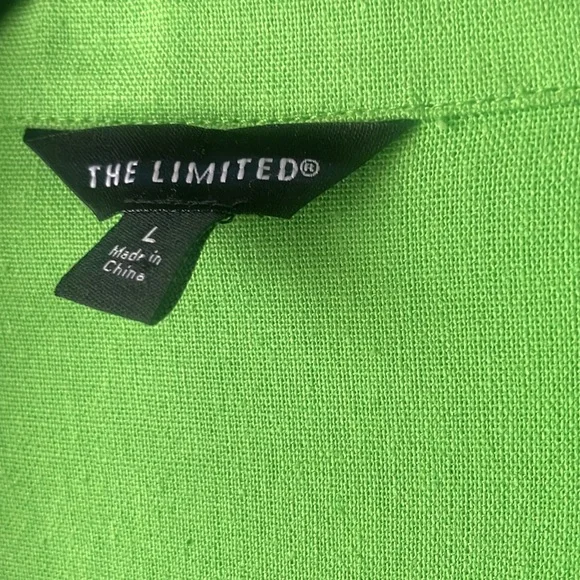 THE LIMITED®
L
Made in
China